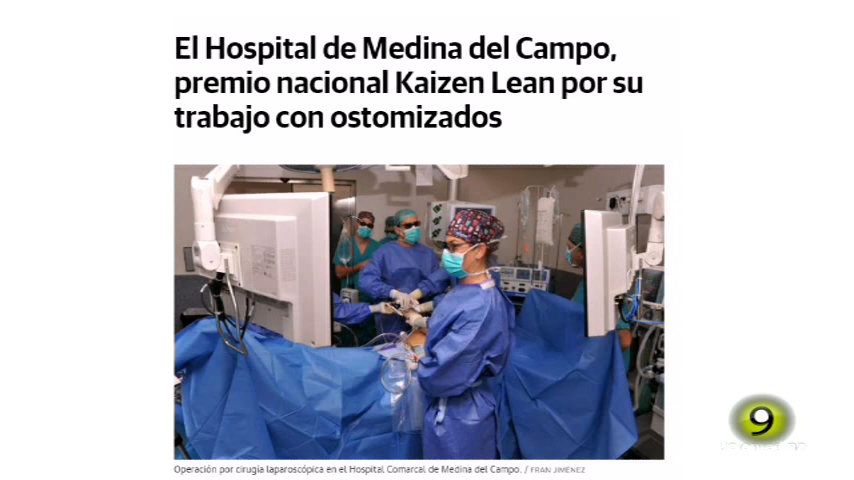 El Hospital de Medina del Campo,
premio nacional Kaizen Lean por su
trabajo con ostomizados
Operación por cirugía laparoscópica en el Hospital Comarcal de Medina del Campo. / FRAN JIMÉNEZ
9